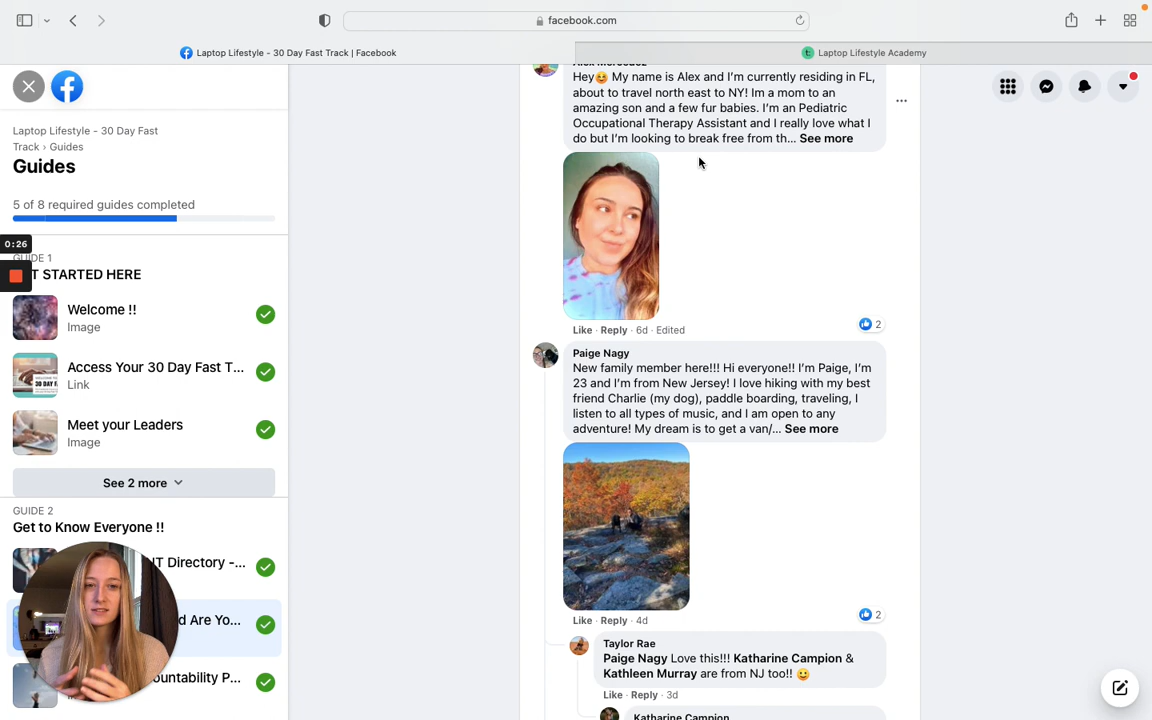 facebook.com
Laptop Lifestyle - 30 Day Fast Track | Facebook
Laptop Lifestyle Academy
Laptop Lifestyle - 30 Day Fast
Track › Guides
Guides
5 of 8 required guides completed
0:26
GUIDE 1
T STARTED HERE
Welcome !!
Image
Access Your 30 Day Fast T...
Link
Meet your Leaders
Image
See 2 more
GUIDE 2
Get to Know Everyone !!
IT Directory -...
d Are Yo...
ountability P...
Hey😊 My name is Alex and I'm currently residing in FL,
about to travel north east to NY! Im a mom to an
amazing son and a few fur babies. I'm an Pediatric
Occupational Therapy Assistant and I really love what I
do but I'm looking to break free from th... See more
Like · Reply · 6d · Edited
2
Paige Nagy
New family member here!!! Hi everyone!! I'm Paige, I'm
23 and I'm from New Jersey! I love hiking with my best
friend Charlie (my dog), paddle boarding, traveling, I
listen to all types of music, and I am open to any
adventure! My dream is to get a van/... See more
Like · Reply · 4d
2
Taylor Rae
Paige Nagy Love this!!! Katharine Campion &
Kathleen Murray are from NJ too!! 🙂
Like · Reply · 3d
Katharine Campion